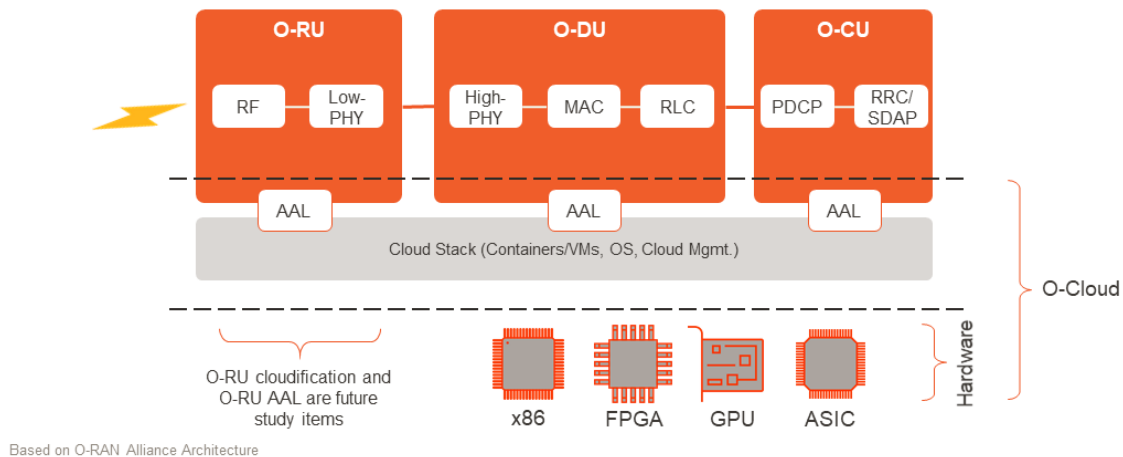 O-RU
O-DU
O-CU
RF
Low-
PHY
High-
PHY
MAC
RLC
PDCP
RRC/
SDAP
AAL
AAL
AAL
Cloud Stack (Containers/VMs, OS, Cloud Mgmt.)
O-Cloud
Hardware
O-RU cloudification and
O-RU AAL are future
study items
x86
FPGA
GPU
ASIC
Based on O-RAN Alliance Architecture